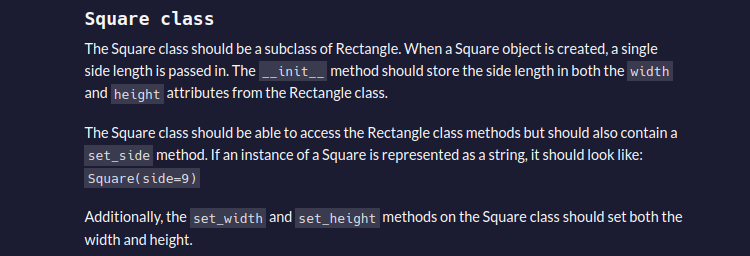 Square class
The Square class should be a subclass of Rectangle. When a Square object is created, a single
side length is passed in. The __init__ method should store the side length in both the width
and height attributes from the Rectangle class.
The Square class should be able to access the Rectangle class methods but should also contain a
set_side method. If an instance of a Square is represented as a string, it should look like:
Square(side=9)
Additionally, the set_width and set_height methods on the Square class should set both the
width and height.